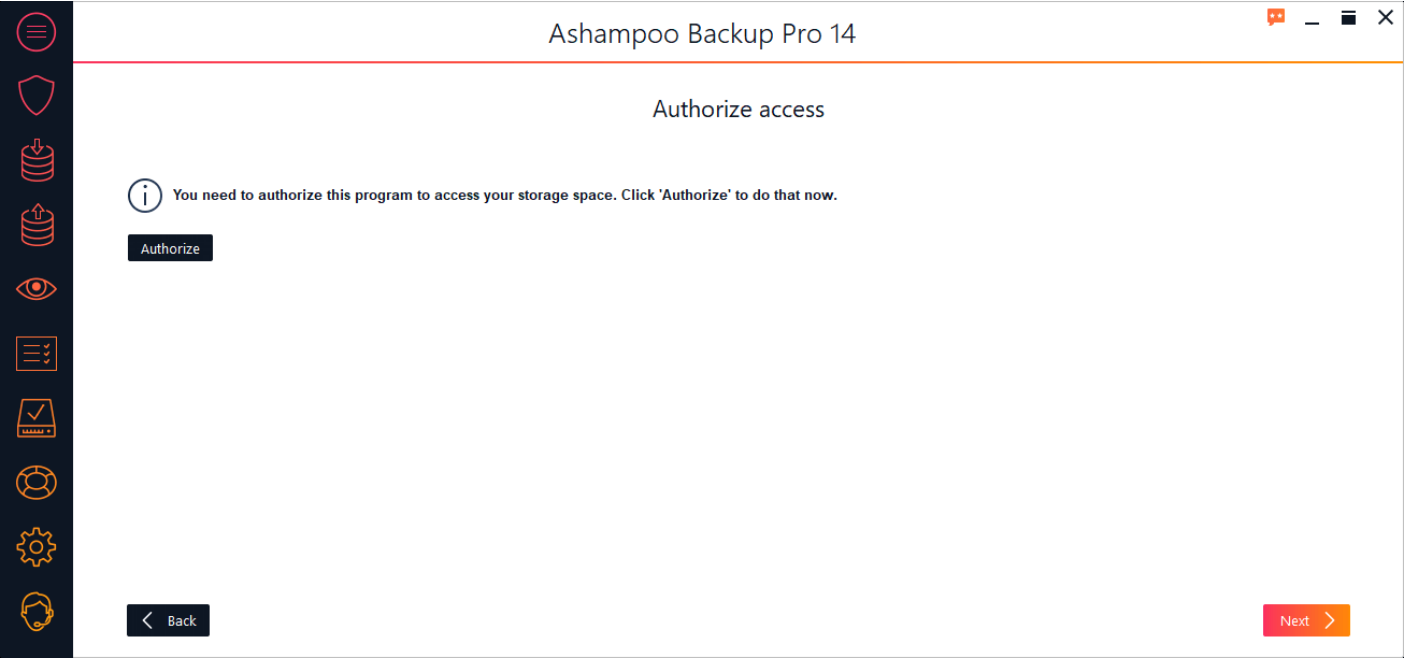 Ashampoo Backup Pro 14
Authorize access
You need to authorize this program to access your storage space. Click 'Authorize' to do that now.
Authorize
Back
Next